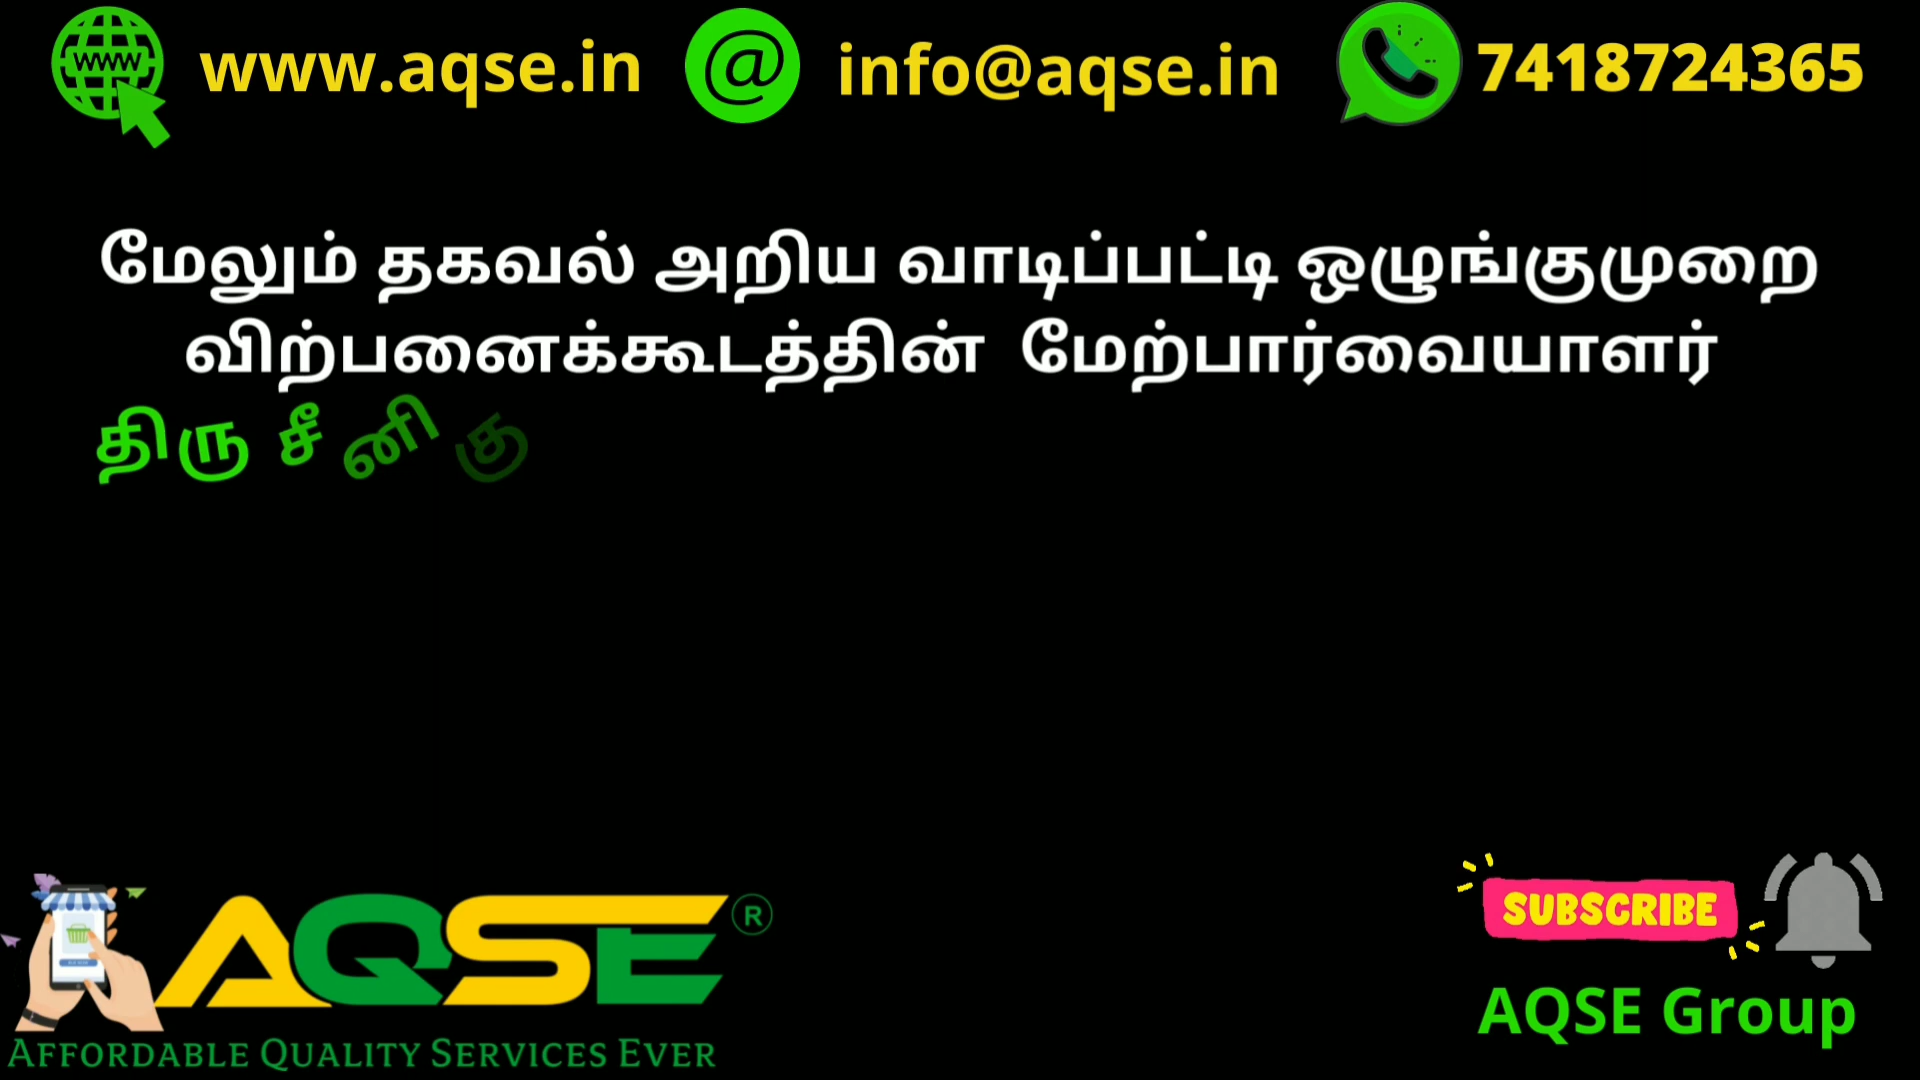 www.aqse.in
info@aqse.in
7418724365
மேலும் தகவல் அறிய வாடிப்பட்டி ஒழுங்குமுறை
விற்பனைக்கூடத்தின் மேற்பார்வையாளர்
திரு சீனி கு
AQSE®
AFFORDABLE QUALITY SERVICES EVER
SUBSCRIBE
AQSE Group